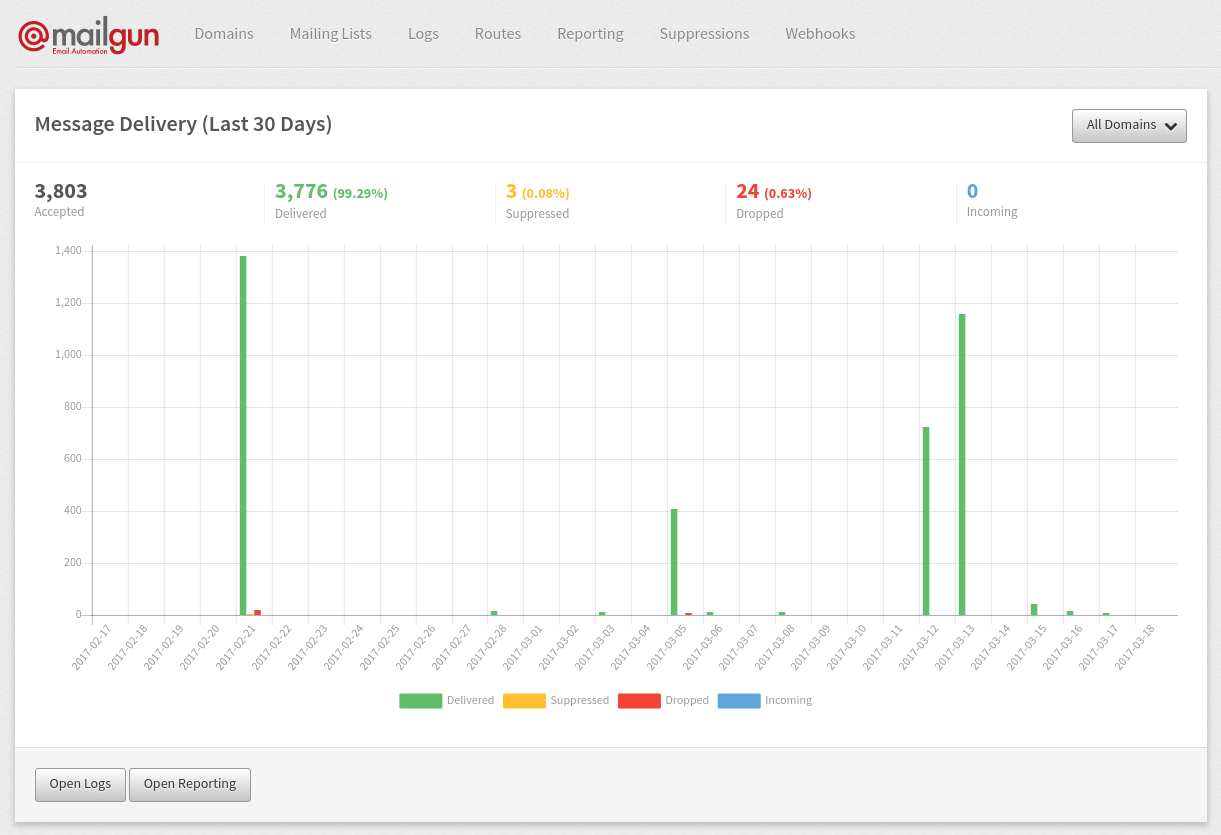 @mailgun
Email Automation
Domains Mailing Lists Logs Routes Reporting Suppressions Webhooks
Message Delivery (Last 30 Days)
All Domains
3,803 3,776 (99.29%) 3 (0.08%) 24 (0.63%) 0
Accepted Delivered Suppressed Dropped Incoming
1,400
1,200
1,000
800
600
400
200
0
2017-02-17 2017-02-18 2017-02-19 2017-02-20 2017-02-21 2017-02-22 2017-02-23 2017-02-24 2017-02-25 2017-02-26 2017-02-27 2017-02-28 2017-03-01 2017-03-02 2017-03-03 2017-03-04 2017-03-05 2017-03-06 2017-03-07 2017-03-08 2017-03-09 2017-03-10 2017-03-11 2017-03-12 2017-03-13 2017-03-14 2017-03-15 2017-03-16 2017-03-17 2017-03-18
Delivered Suppressed Dropped Incoming
Open Logs Open Reporting